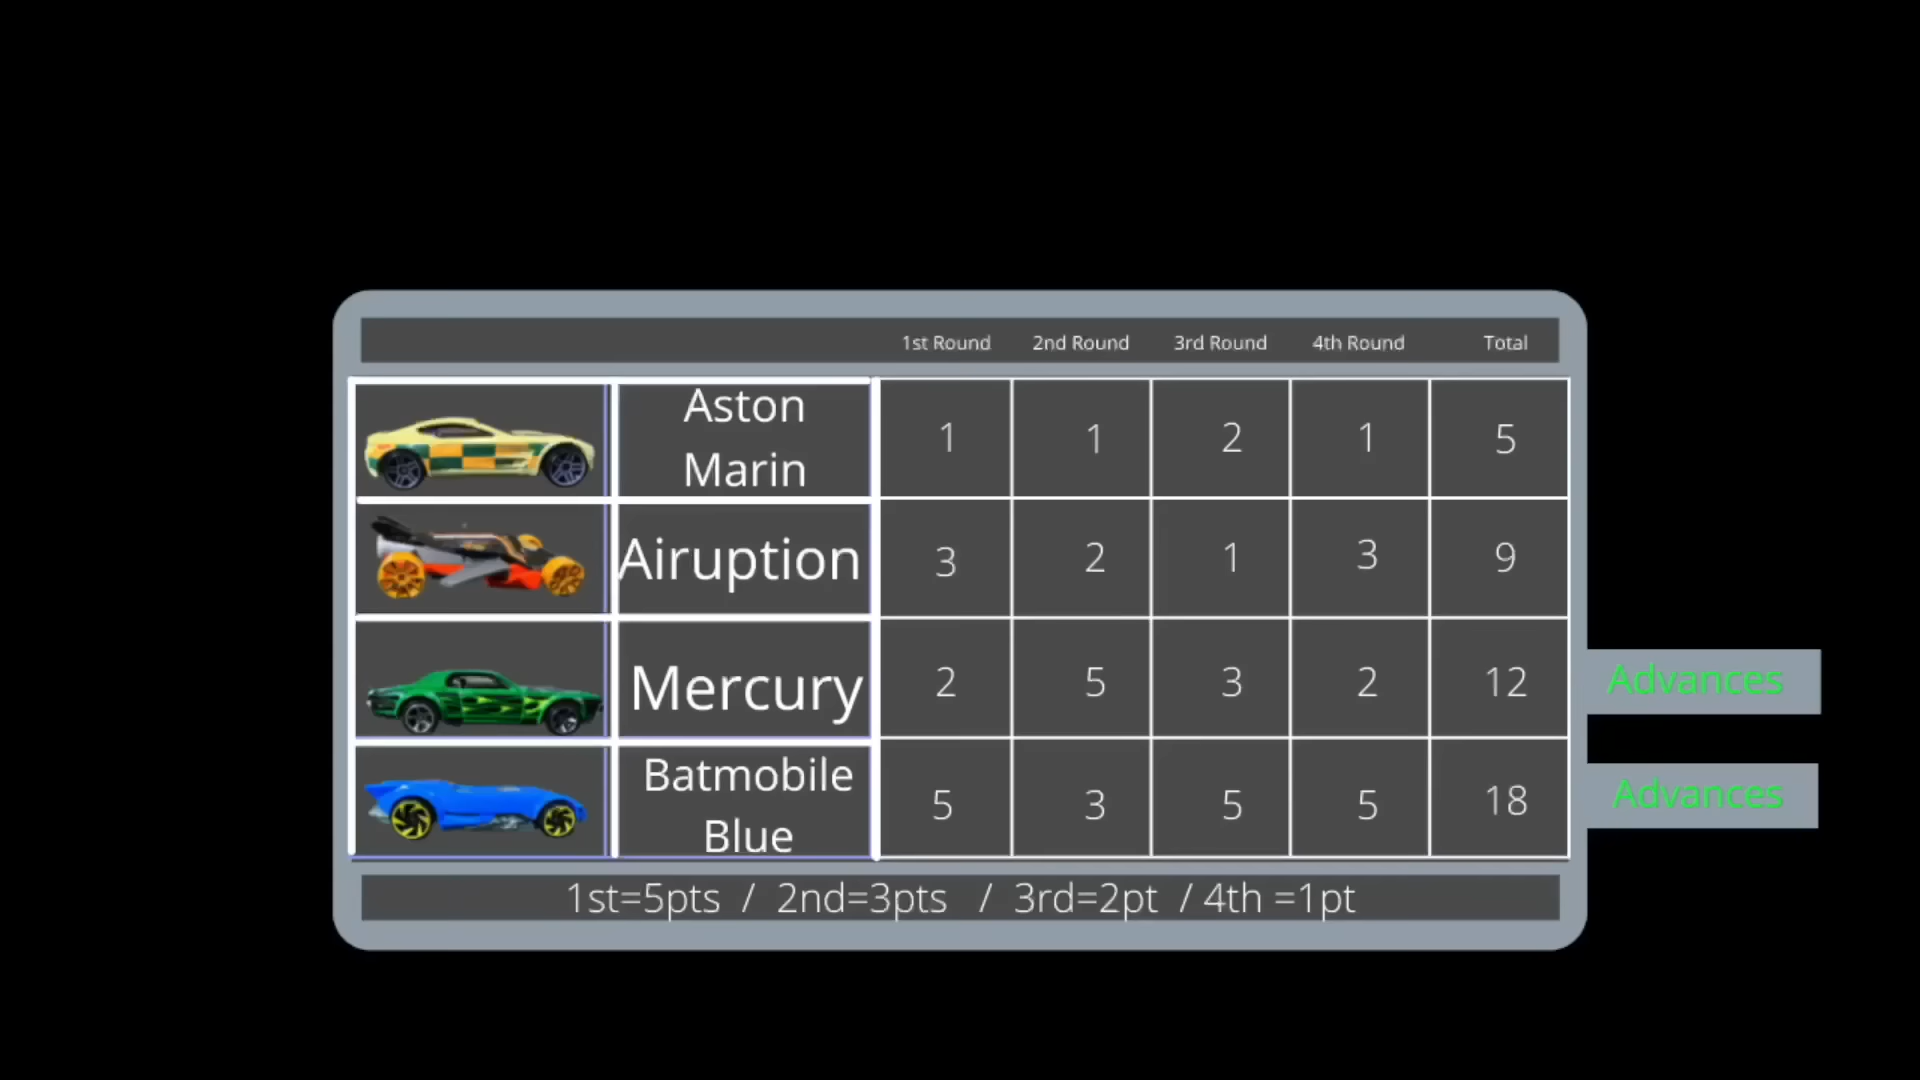 1st Round 2nd Round 3rd Round 4th Round Total
Aston
Marin
1 1 2 1 5
Airuption 3 2 1 3 9
Mercury 2 5 3 2 12 Advances
Batmobile
Blue
5 3 5 5 18 Advances
1st=5pts / 2nd=3pts / 3rd=2pt / 4th =1pt